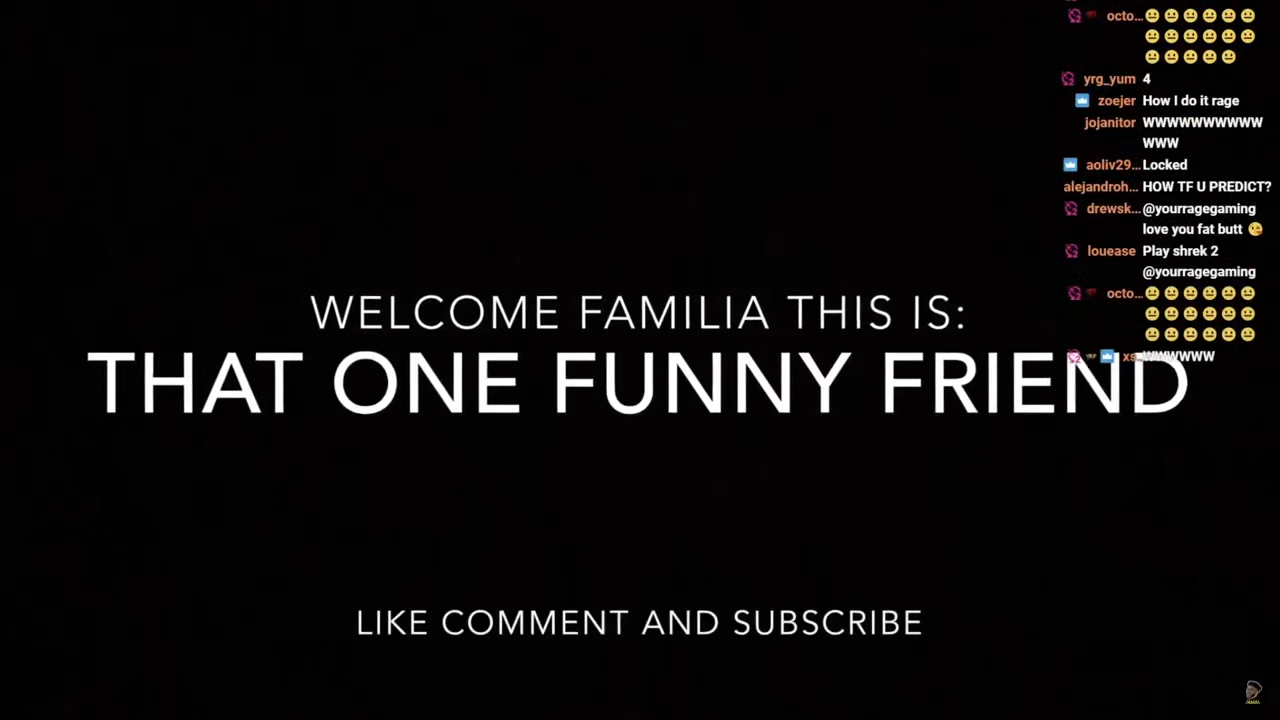 octo...😐😐😐😐😐😐
😐😐😐😐😐😐
😐😐😐😐😐
yrg_yum 4
zoejer How I do it rage
jojanitor WWWWWWWWWW
WWW
aoliv29... Locked
alejandroh... HOW TF U PREDICT?
drewsk... @yourragegaming
love you fat butt 😘
louease Play shrek 2
@yourragegaming
octo...😐😐😐😐😐😐
😐😐😐😐😐😐
😐😐😐😐😐😐
WWWWWW
WELCOME FAMILIA THIS IS:
THAT ONE FUNNY FRIEND
LIKE COMMENT AND SUBSCRIBE